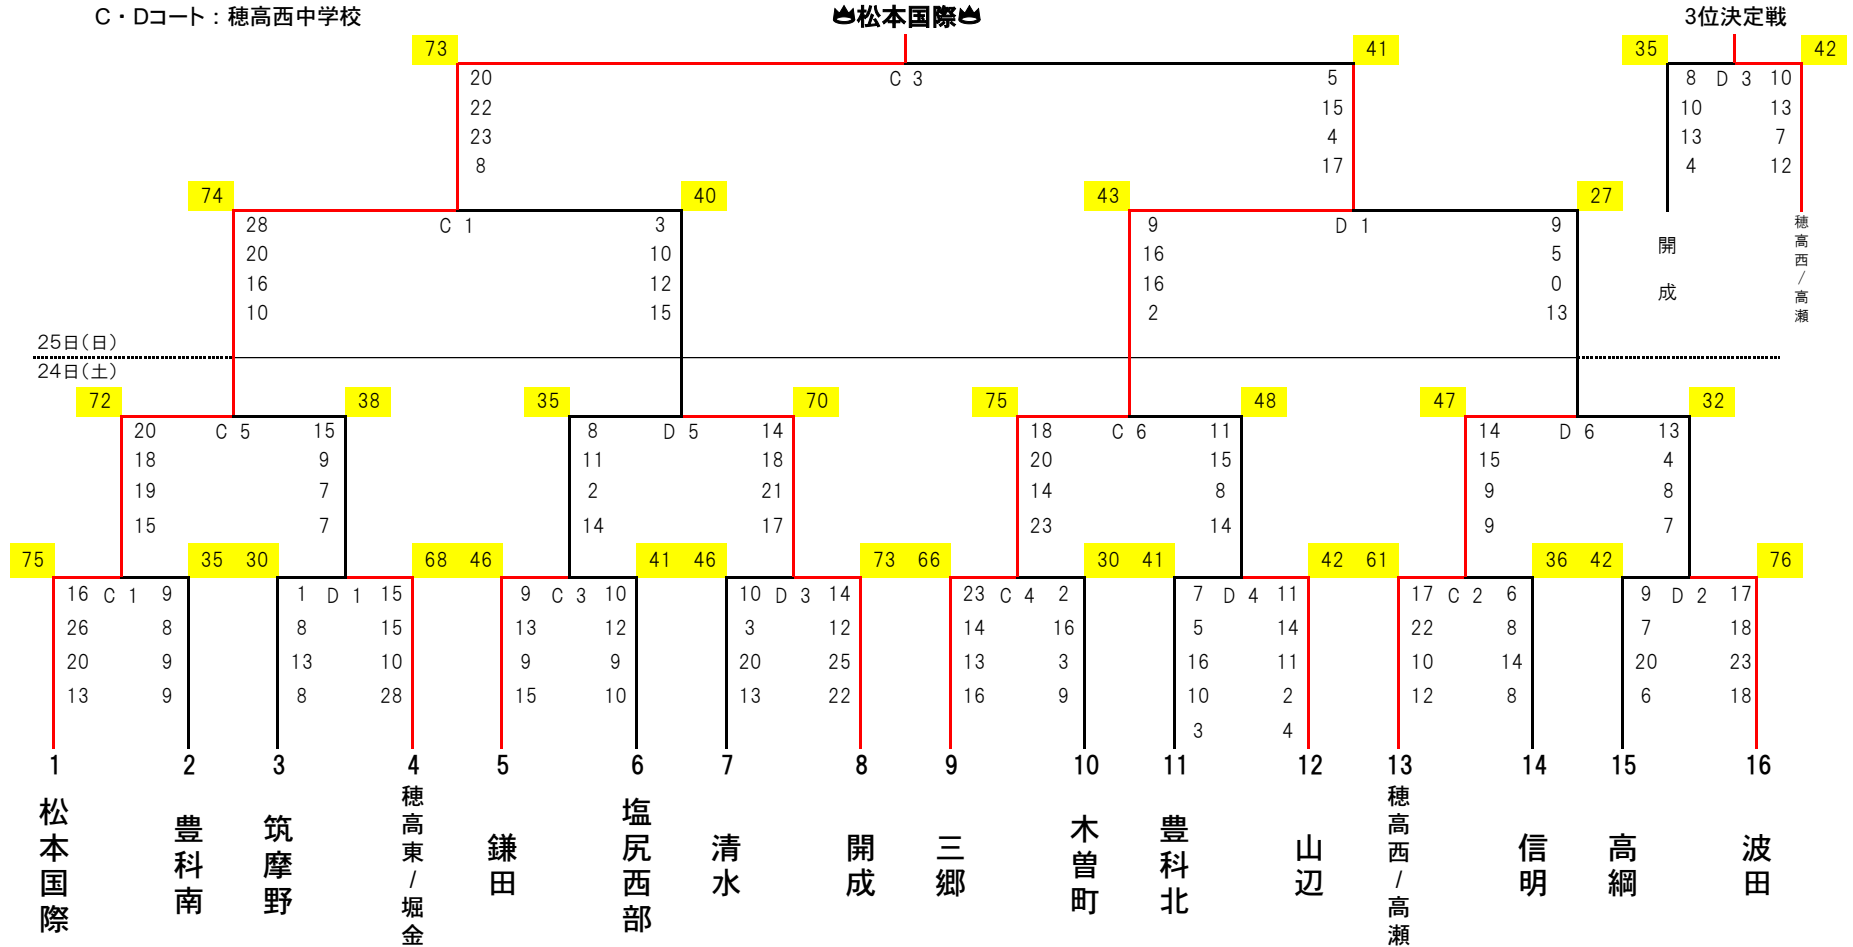 C・Dコート：穂高西中学校
松本国際
3位決定戦
73 41 35 42
20 C 3 5 8 D 3 10
22 15 10 13
23 4 13 7
8 17 4 12
74 40 43 27
28 C 1 3 9 D 1 9
20 10 16 5
16 12 16 0
10 15 2 13
開成
穂高西/高瀬
25日(日)
24日(土)
72 38 35 70 75 48 47 32
20 C 5 15 8 D 5 14 18 C 6 11 14 D 6 13
18 9 11 18 20 15 15 4
19 7 2 21 14 8 9 8
15 7 14 17 23 14 9 7
75 35 30 68 46 41 46 73 66 30 41 42 61 36 42 76
16 C 1 9 1 D 1 15 9 C 3 10 10 D 3 14 23 C 4 2 7 D 4 11 17 C 2 6 9 D 2 17
26 8 8 15 13 12 3 12 14 16 5 14 22 8 7 18
20 9 13 10 9 9 20 25 13 3 16 11 10 14 20 23
13 9 8 28 15 10 13 22 16 9 10 2 12 8 6 18
3 4
1 2 3 4 5 6 7 8 9 10 11 12 13 14 15 16
松本国際
豊科南
筑摩野
穂高東/堀金
鎌田
塩尻西部
清水
開成
三郷
木曽町
豊科北
山辺
穂高西/高瀬
信明
高綱
波田